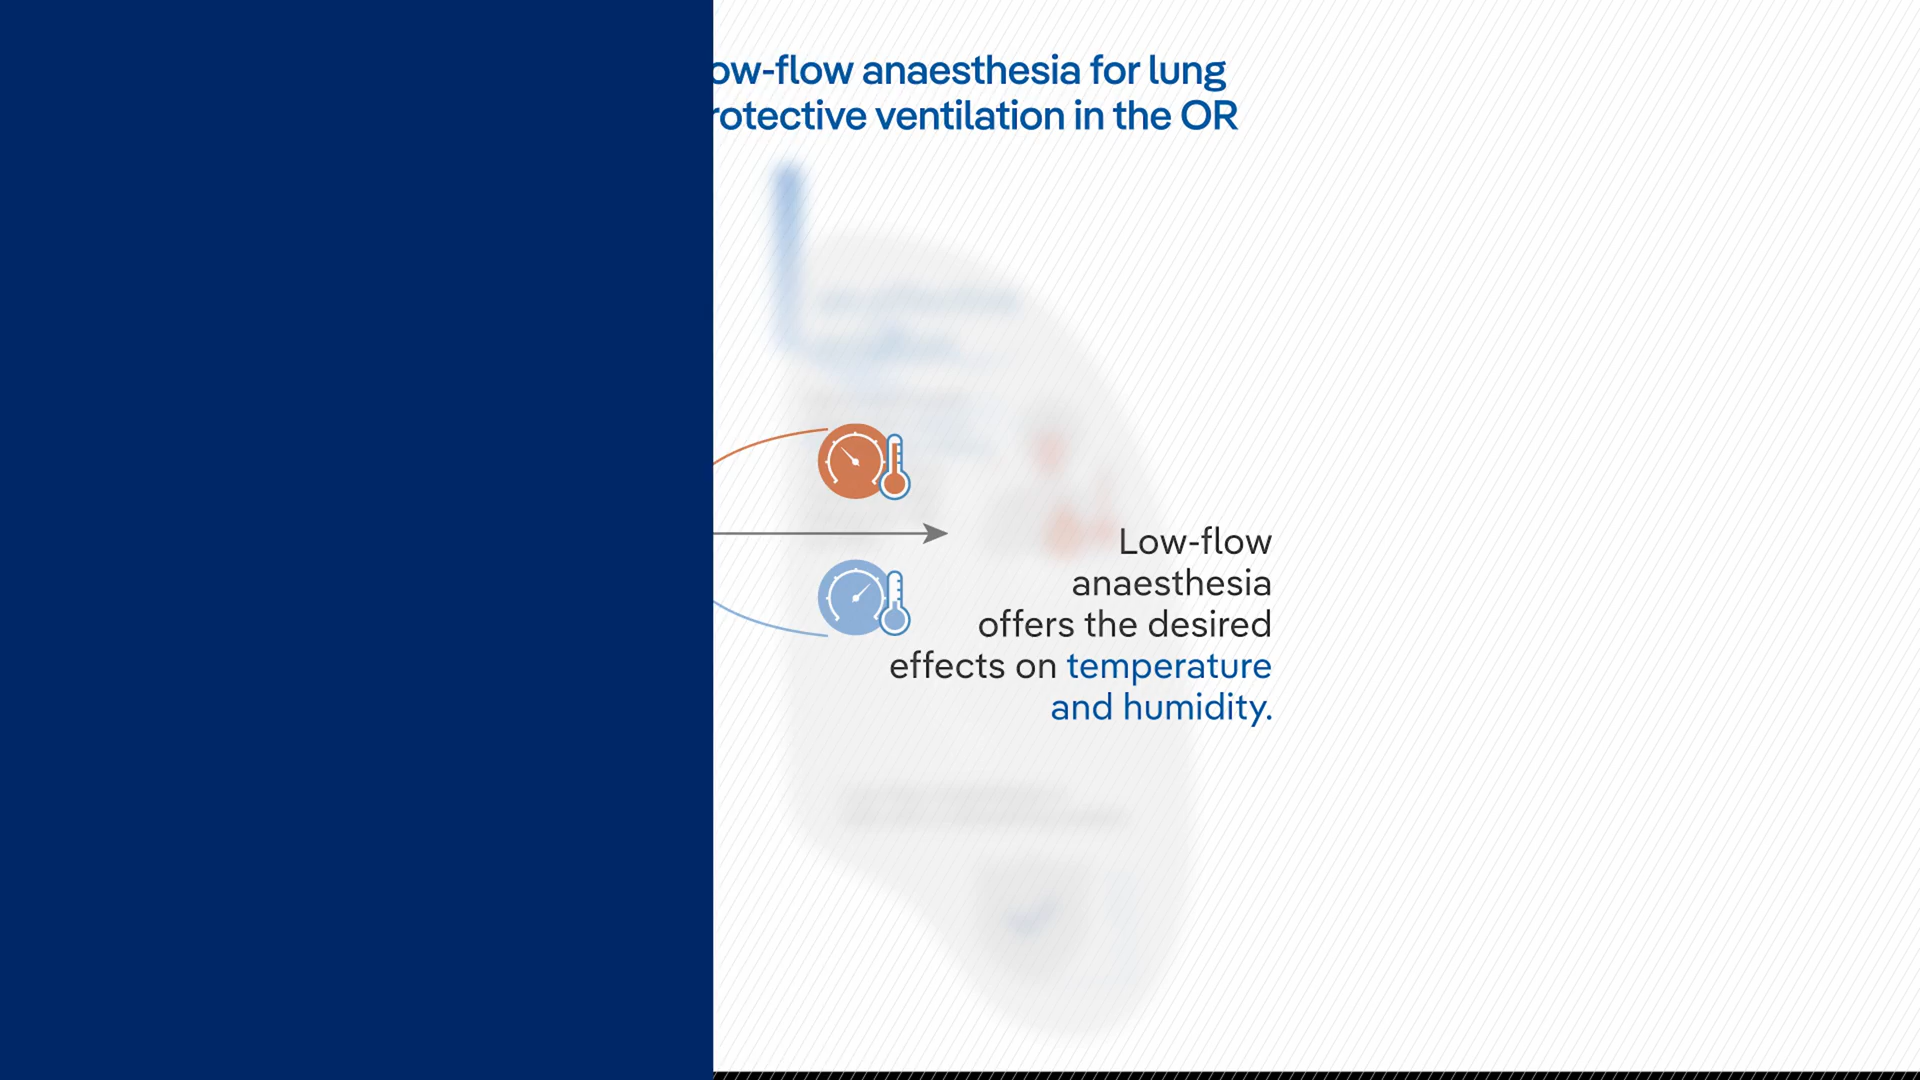 ow-flow anaesthesia for lung
rotective ventilation in the OR
Low-flow
anaesthesia
offers the desired
effects on temperature
and humidity.